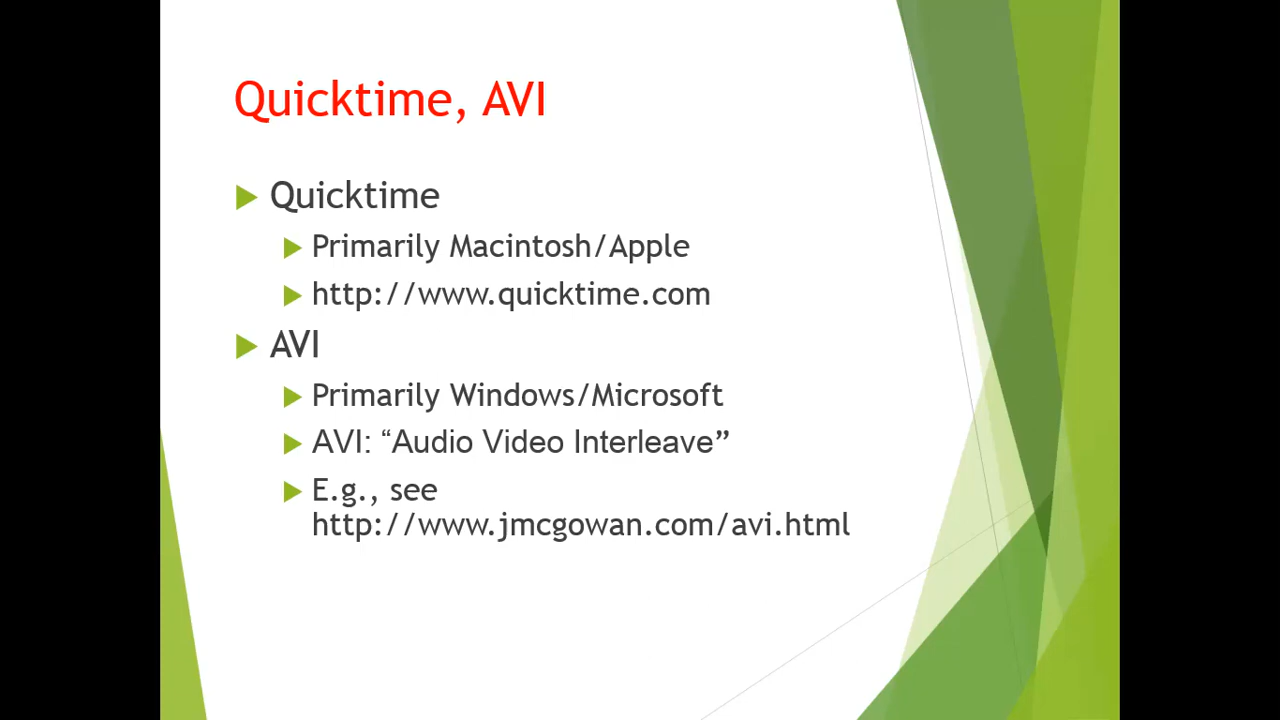 Quicktime, AVI
Quicktime
Primarily Macintosh/Apple
http://www.quicktime.com
AVI
Primarily Windows/Microsoft
AVI: “Audio Video Interleave”
E.g., see
http://www.jmcgowan.com/avi.html